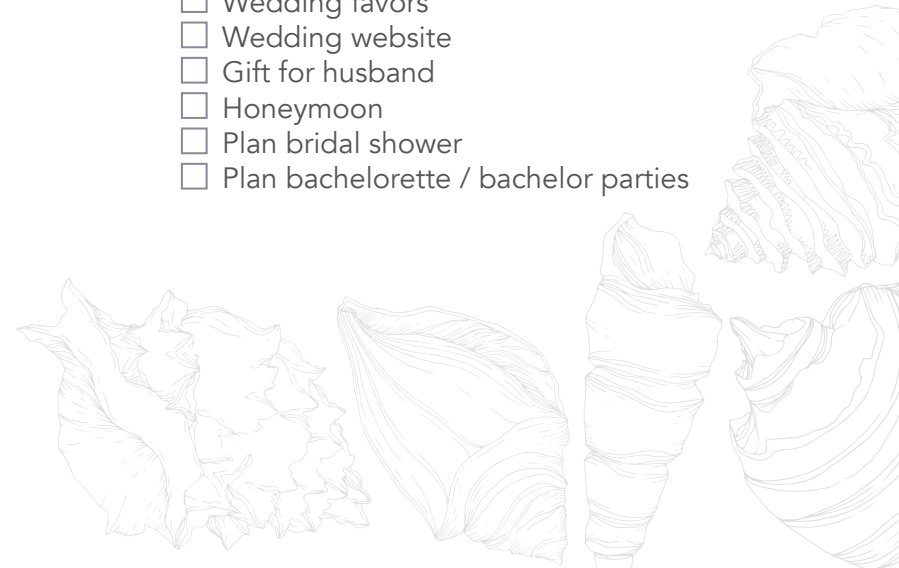 Wedding favors
Wedding website
Gift for husband
Honeymoon
Plan bridal shower
Plan bachelorette / bachelor parties